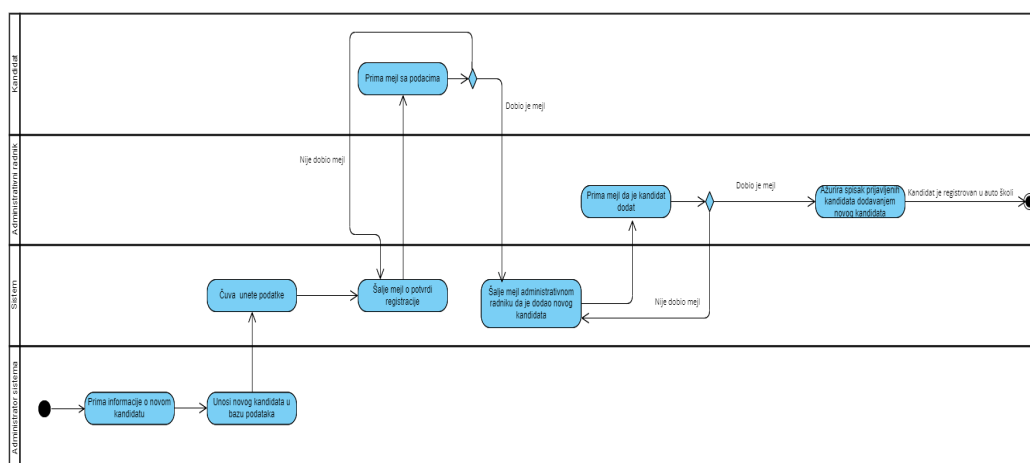 Kandidat
Prima mejl sa podacima
Dobio je mejl
Nije dobio mejl
Administrativni radnik
Prima mejl da je kandidat
dodat
Dobio je mejl
Ažurira spisak prijavljenih
kandidata dodavanjem
novog kandidata
Kandidat je registrovan u auto školi
Sistem
Čuva unete podatke
Šalje mejl o potvrdi
registracije
Šalje mejl administrativnom
radniku da je dodao novog
kandidata
Nije dobio mejl
Administrator sistema
Prima informacije o novom
kandidatu
Unosi novog kandidata u
bazu podataka